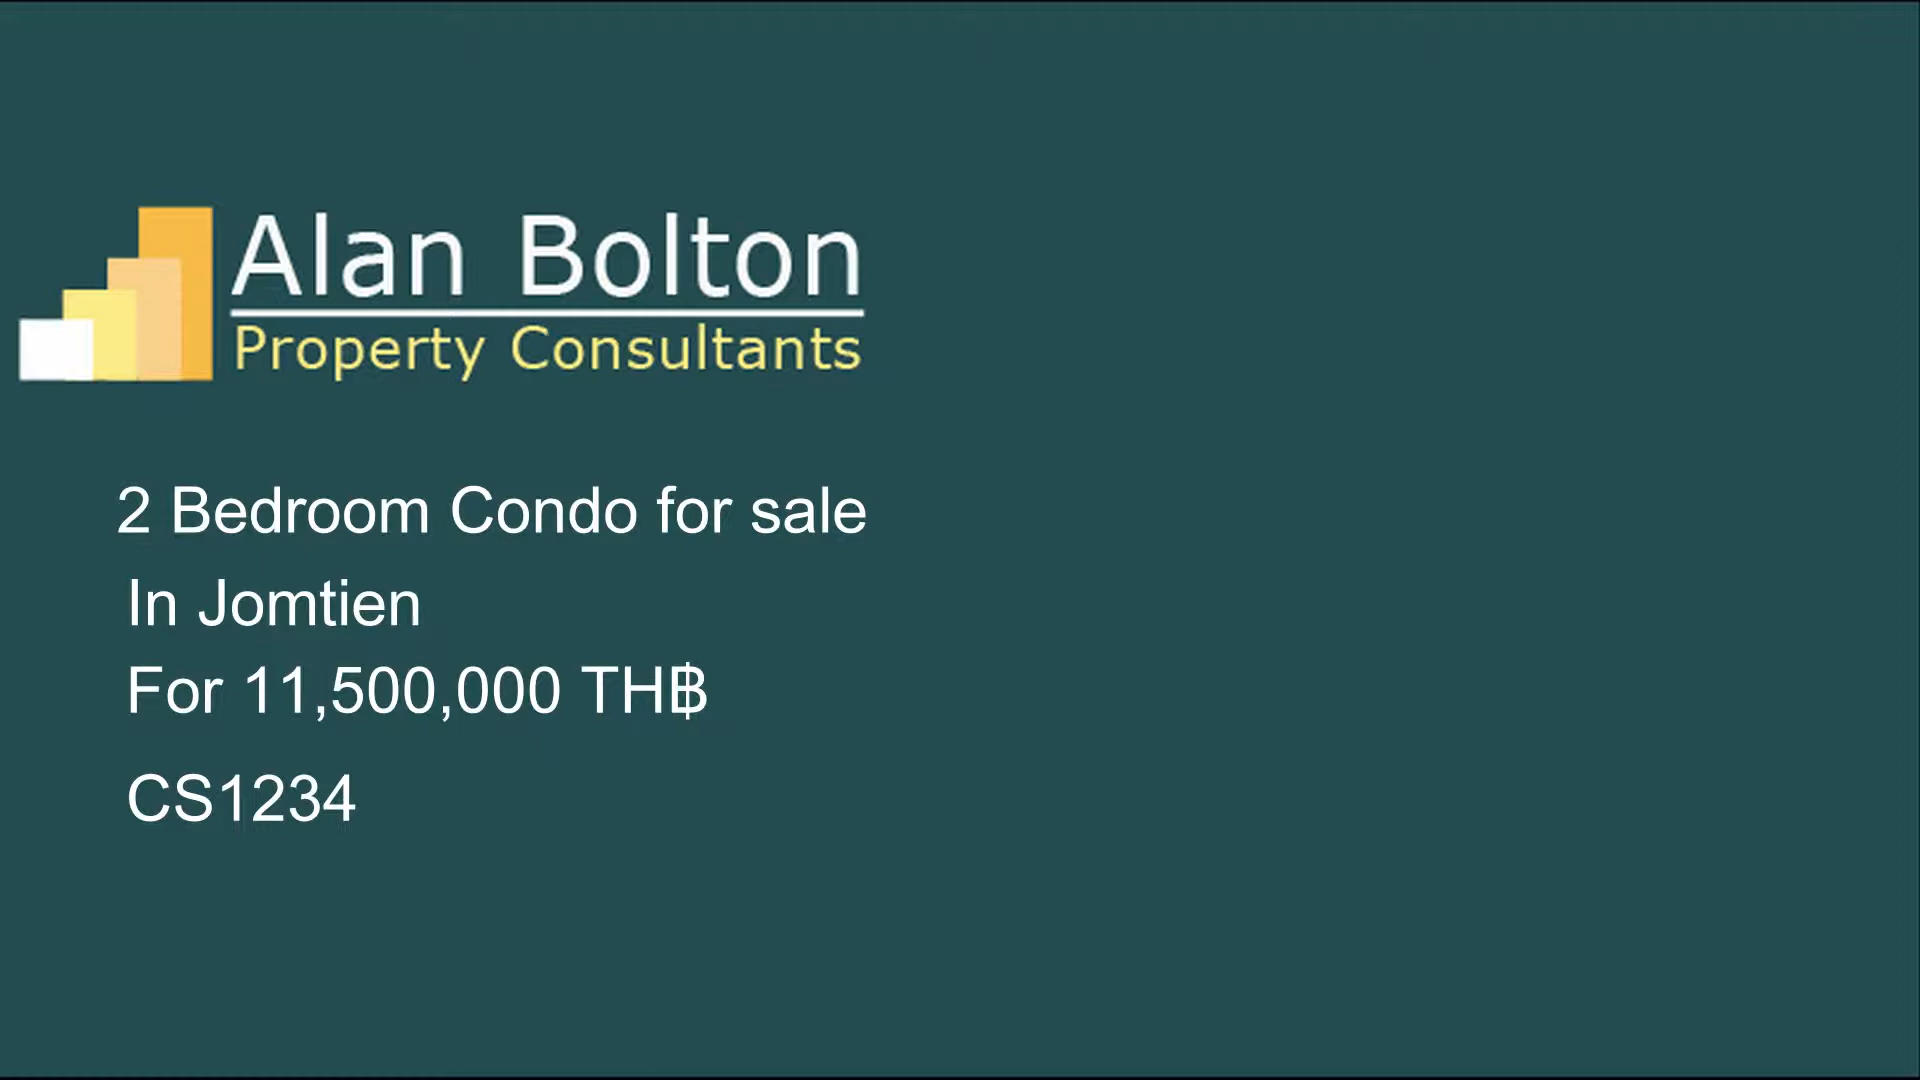 Alan Bolton
Property Consultants
2 Bedroom Condo for sale
In Jomtien
For 11,500,000 TH฿
CS1234